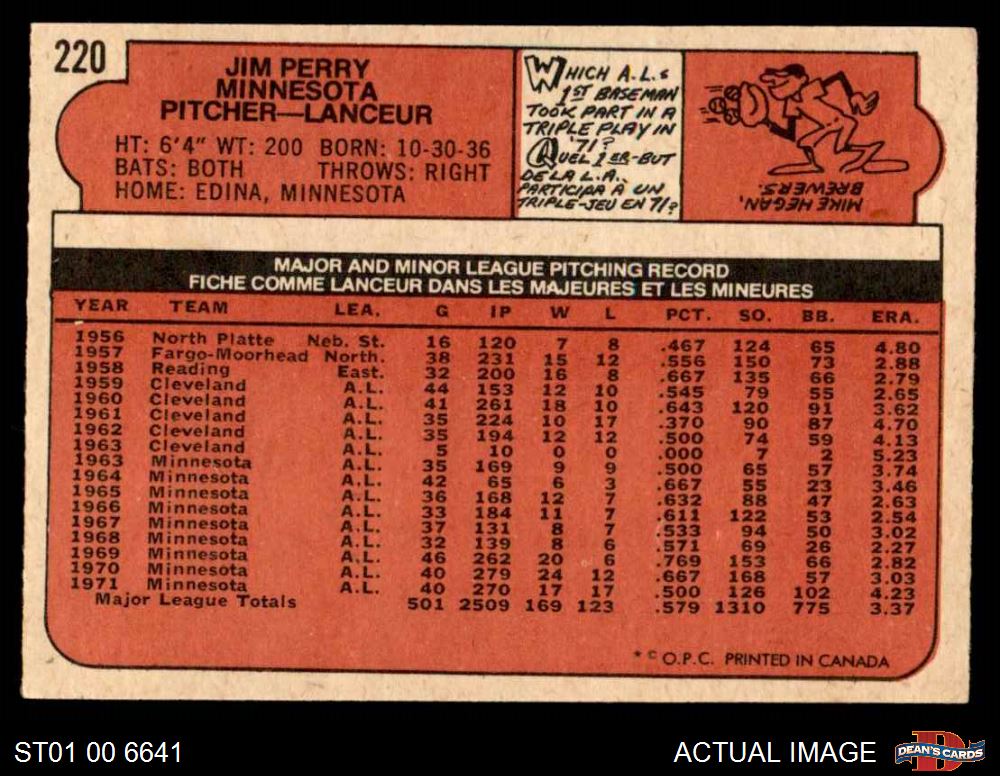 220
JIM PERRY
MINNESOTA
PITCHER—LANCEUR
HT: 6'4" WT: 200 BORN: 10-30-36
BATS: BOTH THROWS: RIGHT
HOME: EDINA, MINNESOTA
WHICH A.L.
1ST BASEMAN
TOOK PART IN A
TRIPLE PLAY IN
'71?
QUEL 1ER-BUT
DE LA L.A.
PARTICIPA A UN
TRIPLE-JEU EN 71?
MIKE HEGAN,
BREWERS.
MAJOR AND MINOR LEAGUE PITCHING RECORD
FICHE COMME LANCEUR DANS LES MAJEURES ET LES MINEURES
YEAR TEAM LEA. G IP W L PCT. SO. BB. ERA.
1956 North Platte Neb. St. 16 120 7 8 .467 124 65 4.80
1957 Fargo-Moorhead North. 38 231 15 12 .556 150 73 2.88
1958 Reading East. 32 200 16 8 .667 135 66 2.79
1959 Cleveland A.L. 44 153 12 10 .545 79 55 2.65
1960 Cleveland A.L. 41 261 18 10 .643 120 91 3.62
1961 Cleveland A.L. 35 224 10 17 .370 90 87 4.70
1962 Cleveland A.L. 35 194 12 12 .500 74 59 4.13
1963 Cleveland A.L. 5 10 0 0 .000 7 2 5.23
1963 Minnesota A.L. 35 169 9 9 .500 65 57 3.74
1964 Minnesota A.L. 42 65 6 3 .667 55 23 3.46
1965 Minnesota A.L. 36 168 12 7 .632 88 47 2.63
1966 Minnesota A.L. 33 184 11 7 .611 122 53 2.54
1967 Minnesota A.L. 37 131 8 7 .533 94 50 3.02
1968 Minnesota A.L. 32 139 8 6 .571 69 26 2.27
1969 Minnesota A.L. 46 262 20 6 .769 153 66 2.82
1970 Minnesota A.L. 40 279 24 12 .667 168 57 3.03
1971 Minnesota A.L. 40 270 17 17 .500 126 102 4.23
Major League Totals 501 2509 169 123 .579 1310 775 3.37
* © O.P.C. PRINTED IN CANADA
ST01 00 6641
ACTUAL IMAGE
DEAN'S CARDS